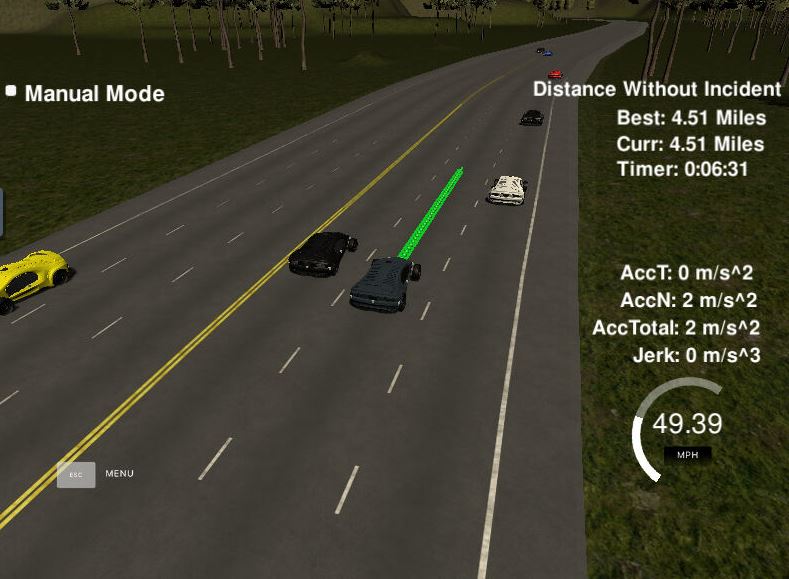 Manual Mode
Distance Without Incident
Best: 4.51 Miles
Curr: 4.51 Miles
Timer: 0:06:31
AccT: 0 m/s^2
AccN: 2 m/s^2
AccTotal: 2 m/s^2
Jerk: 0 m/s^3
49.39
MPH
ESC MENU